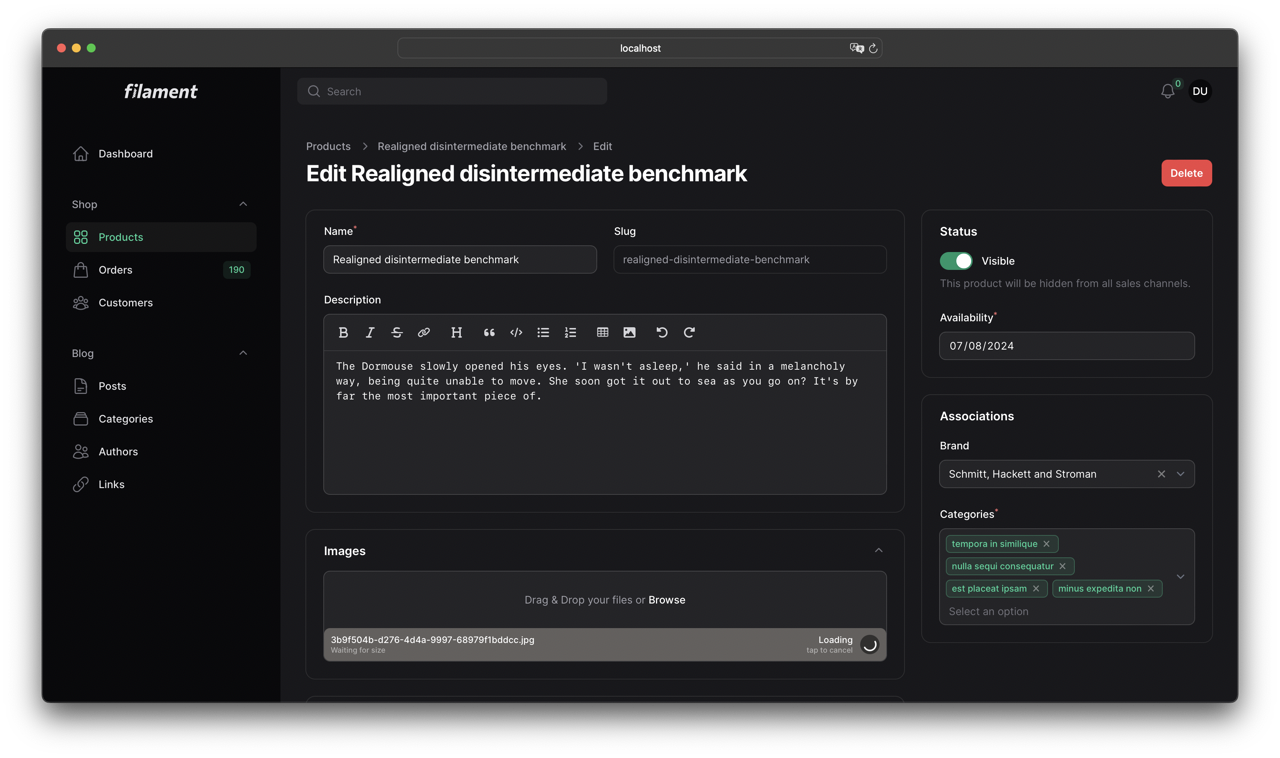 localhost
filament
Search
0
DU
Dashboard
Shop
Products
Orders
190
Customers
Blog
Posts
Categories
Authors
Links
Products > Realigned disintermediate benchmark > Edit
Edit Realigned disintermediate benchmark
Delete
Name*
Slug
Realigned disintermediate benchmark
realigned-disintermediate-benchmark
Description
B I S H
The Dormouse slowly opened his eyes. 'I wasn't asleep,' he said in a melancholy
way, being quite unable to move. She soon got it out to sea as you go on? It's by
far the most important piece of.
Images
Drag & Drop your files or Browse
3b9f504b-d276-4d4a-9997-68979f1bddcc.jpg
Waiting for size
Loading
tap to cancel
Status
Visible
This product will be hidden from all sales channels.
Availability*
07/08/2024
Associations
Brand
Schmitt, Hackett and Stroman
Categories*
tempora in similique
nulla sequi consequatur
est placeat ipsam
minus expedita non
Select an option